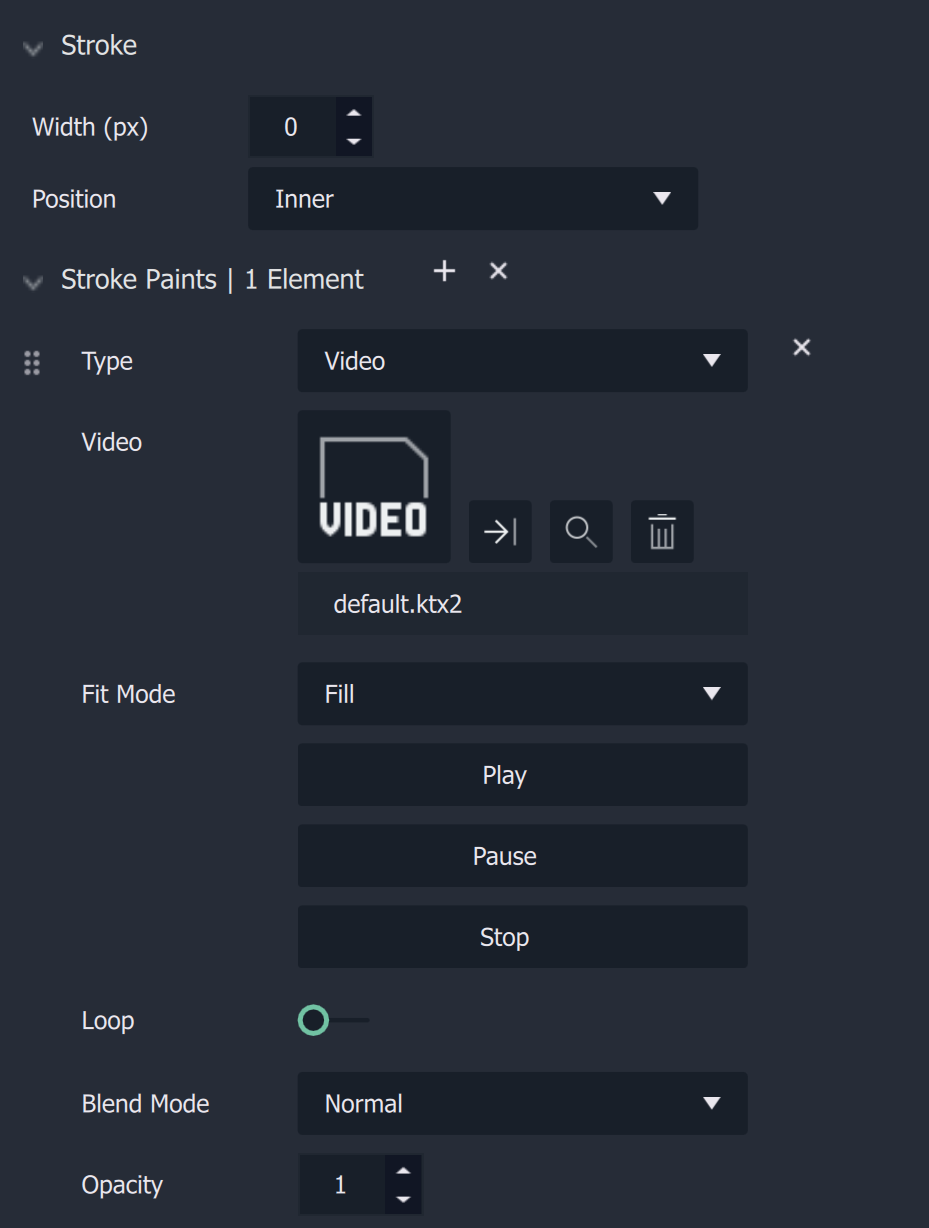 Stroke
Width (px) 0
Position Inner
Stroke Paints | 1 Element
Type Video
Video VIDEO
default.ktx2
Fit Mode Fill
Play
Pause
Stop
Loop
Blend Mode Normal
Opacity 1